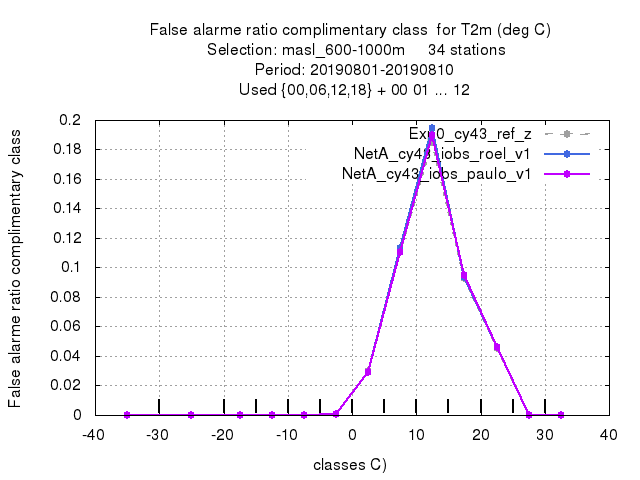 False alarme ratio complimentary class  for T2m (deg C)
Selection: masl_600-1000m     34 stations
Period: 20190801-20190810
Used {00,06,12,18} + 00 01 ... 12
False alarme ratio complimentary class
0.2
0.18
0.16
0.14
0.12
0.1
0.08
0.06
0.04
0.02
0
Exp0_cy43_ref_z
NetA_cy43_iobs_roel_v1
NetA_cy43_iobs_paulo_v1
-40 -30 -20 -10 0 10 20 30 40
classes C)